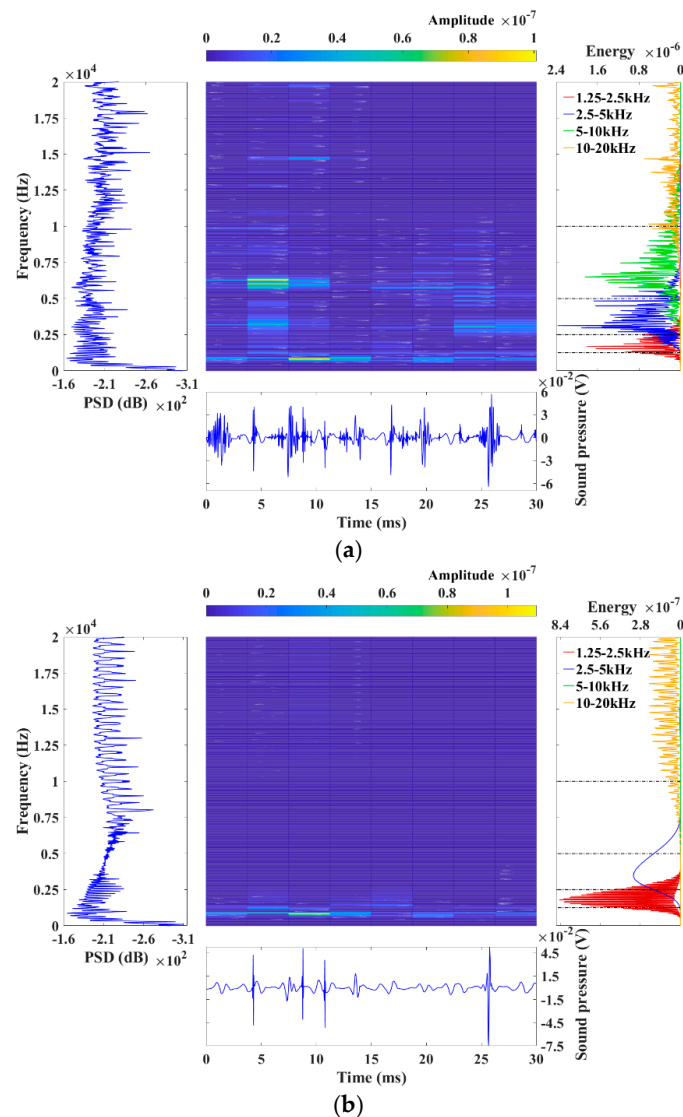 Amplitude ×10-7
0 0.2 0.4 0.6 0.8 1
Energy ×10-6
2.4 1.6 0.8 0
×10 4
2
1.75
1.5
1.25
1
0.75
0.5
0.25
0
Frequency (Hz)
-1.6 -2.1 -2.6 -3.1
PSD (dB) ×10 2
1.25-2.5kHz
2.5-5kHz
5-10kHz
10-20kHz
×10-2
6
3
0
-3
-6
Sound pressure (V)
0 5 10 15 20 25 30
Time (ms)
(a)
Amplitude ×10-7
0 0.2 0.4 0.6 0.8 1
Energy ×10-7
8.4 5.6 2.8 0
×10 4
2
1.75
1.5
1.25
1
0.75
0.5
0.25
0
Frequency (Hz)
-1.6 -2.1 -2.6 -3.1
PSD (dB) ×10 2
1.25-2.5kHz
2.5-5kHz
5-10kHz
10-20kHz
×10-2
4.5
1.5
-1.5
-4.5
-7.5
Sound pressure (V)
0 5 10 15 20 25 30
Time (ms)
(b)